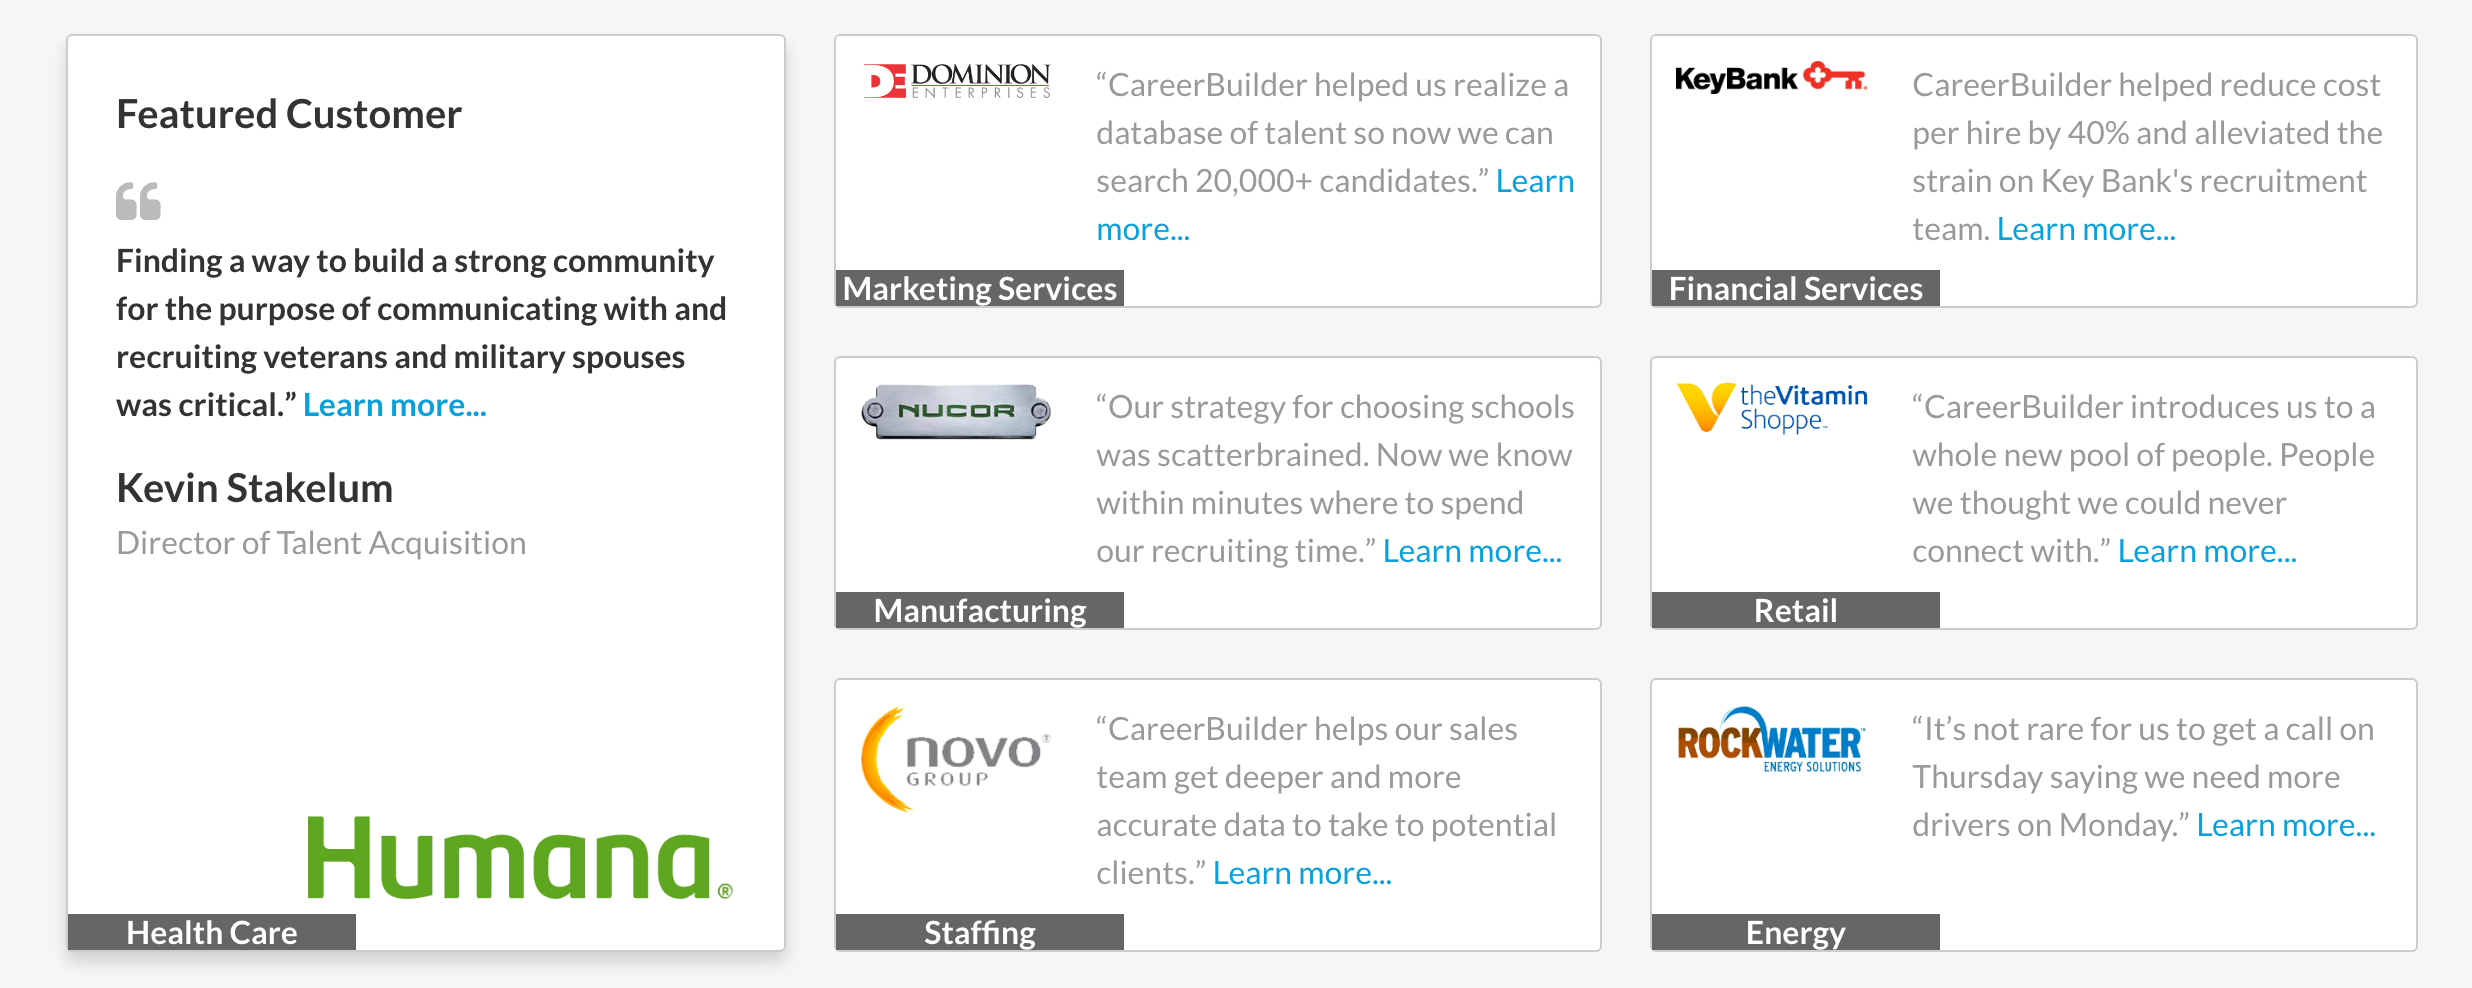 Featured Customer
“
Finding a way to build a strong community
for the purpose of communicating with and
recruiting veterans and military spouses
was critical.” Learn more...
Kevin Stakelum
Director of Talent Acquisition
Humana®
Health Care
DE DOMINION
ENTERPRISES
“CareerBuilder helped us realize a
database of talent so now we can
search 20,000+ candidates.” Learn
more...
Marketing Services
KeyBank
CareerBuilder helped reduce cost
per hire by 40% and alleviated the
strain on Key Bank's recruitment
team. Learn more...
Financial Services
NUCOR
“Our strategy for choosing schools
was scatterbrained. Now we know
within minutes where to spend
our recruiting time.” Learn more...
Manufacturing
theVitamin
Shoppe™
“CareerBuilder introduces us to a
whole new pool of people. People
we thought we could never
connect with.” Learn more...
Retail
novo®
GROUP
“CareerBuilder helps our sales
team get deeper and more
accurate data to take to potential
clients.” Learn more...
Staffing
ROCKWATER™
ENERGY SOLUTIONS
“It’s not rare for us to get a call on
Thursday saying we need more
drivers on Monday.” Learn more...
Energy